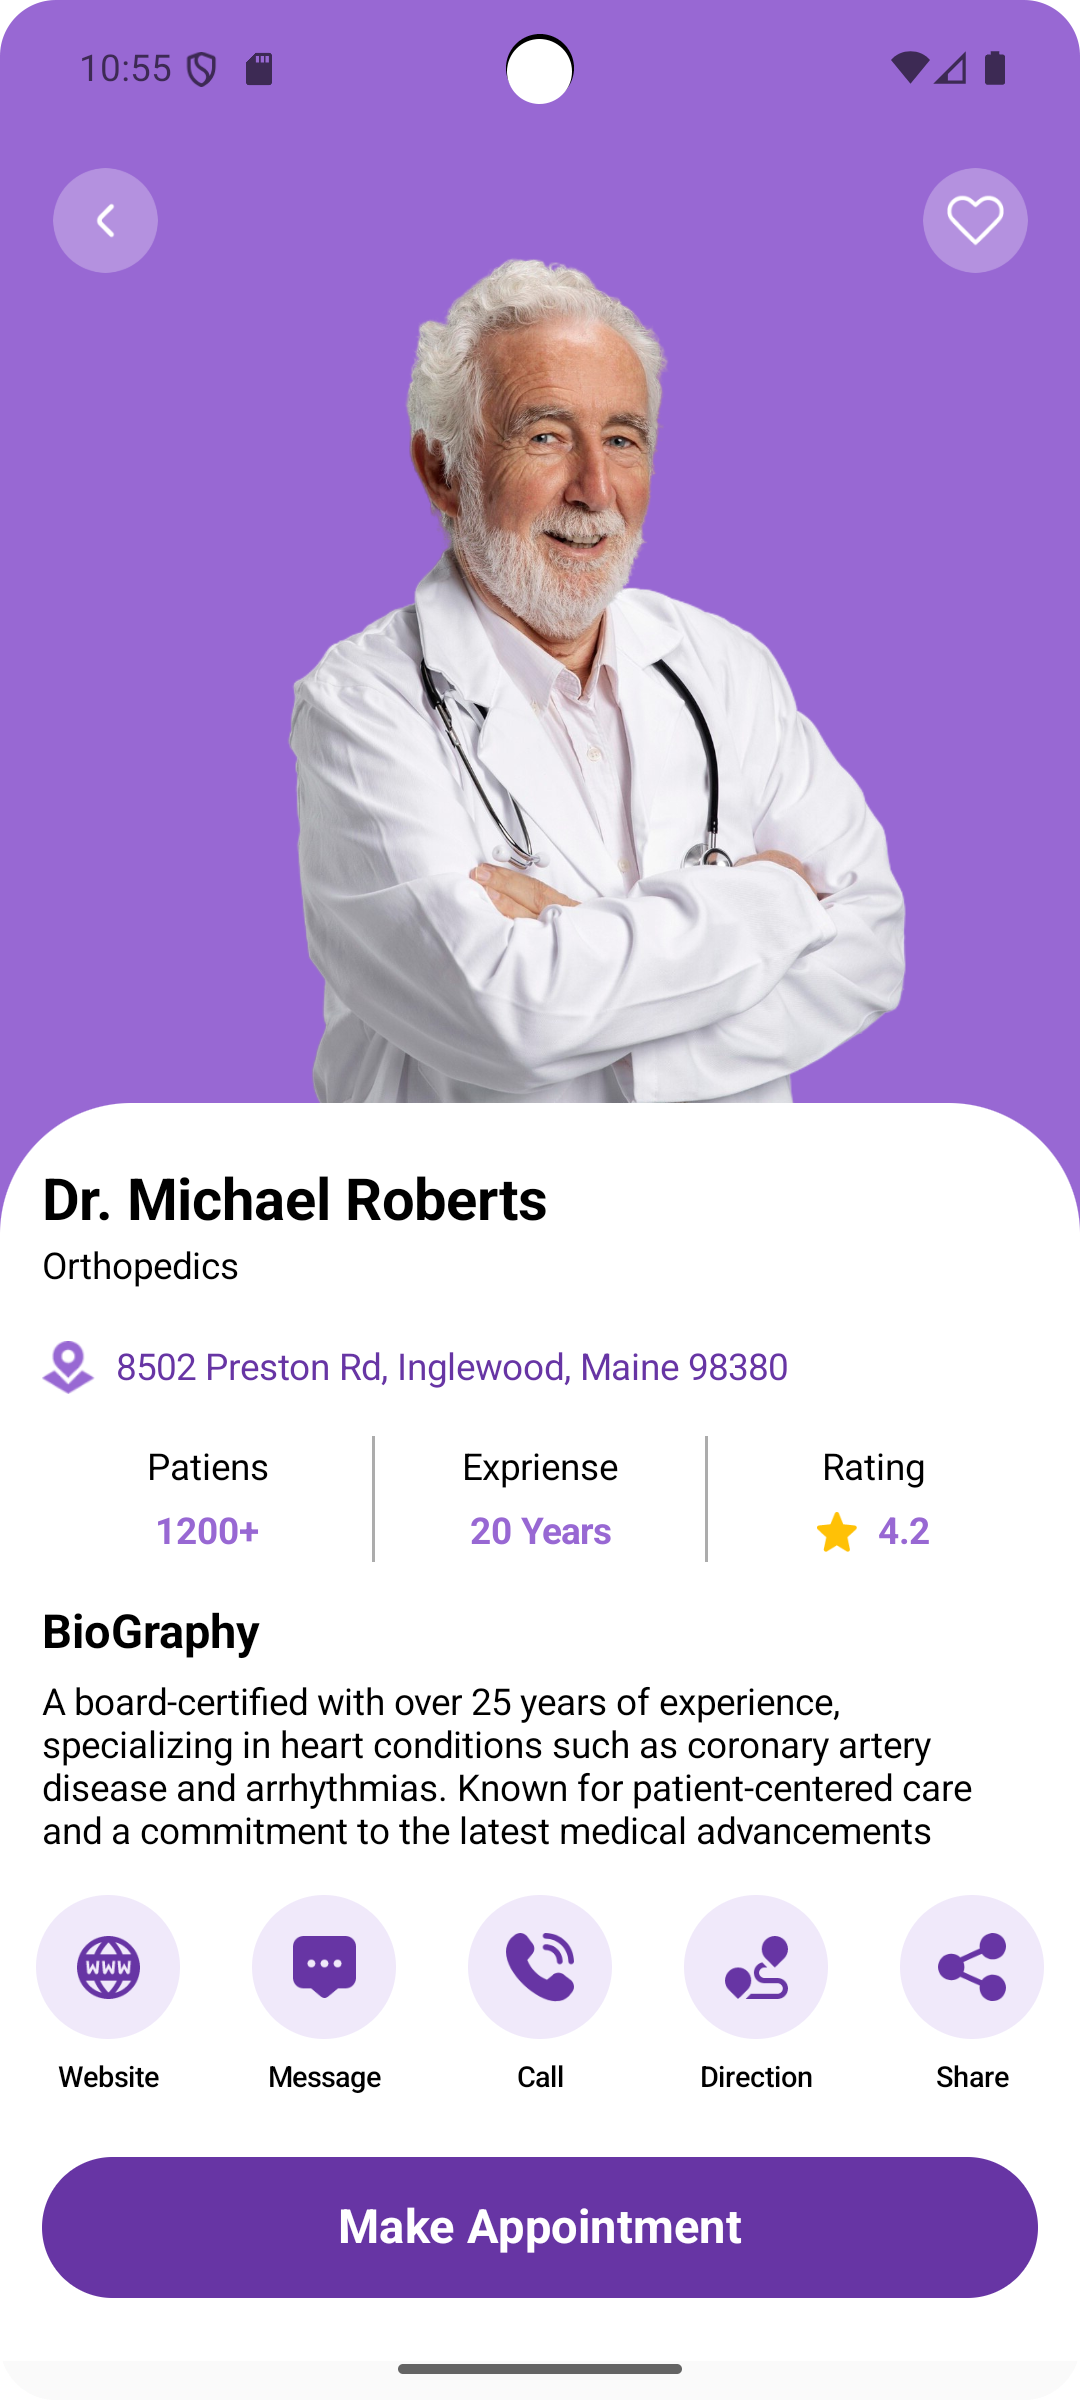 10:55
Dr. Michael Roberts
Orthopedics
8502 Preston Rd, Inglewood, Maine 98380
Patiens
Expriense
Rating
1200+
20 Years
4.2
BioGraphy
A board-certified with over 25 years of experience,
specializing in heart conditions such as coronary artery
disease and arrhythmias. Known for patient-centered care
and a commitment to the latest medical advancements
WWW
Website
Message
Call
Direction
Share
Make Appointment